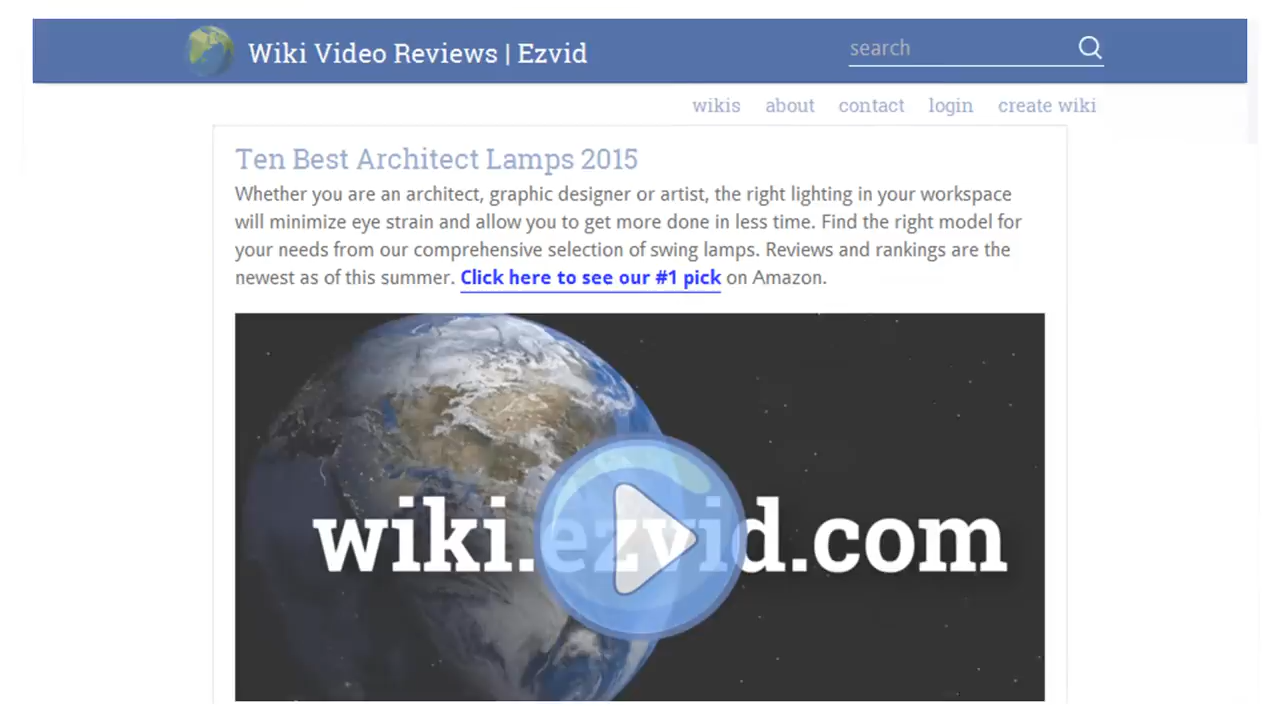 Wiki Video Reviews | Ezvid
search
wikis about contact login create wiki
Ten Best Architect Lamps 2015
Whether you are an architect, graphic designer or artist, the right lighting in your workspace
will minimize eye strain and allow you to get more done in less time. Find the right model for
your needs from our comprehensive selection of swing lamps. Reviews and rankings are the
newest as of this summer. Click here to see our #1 pick on Amazon.
wiki.ezvid.com